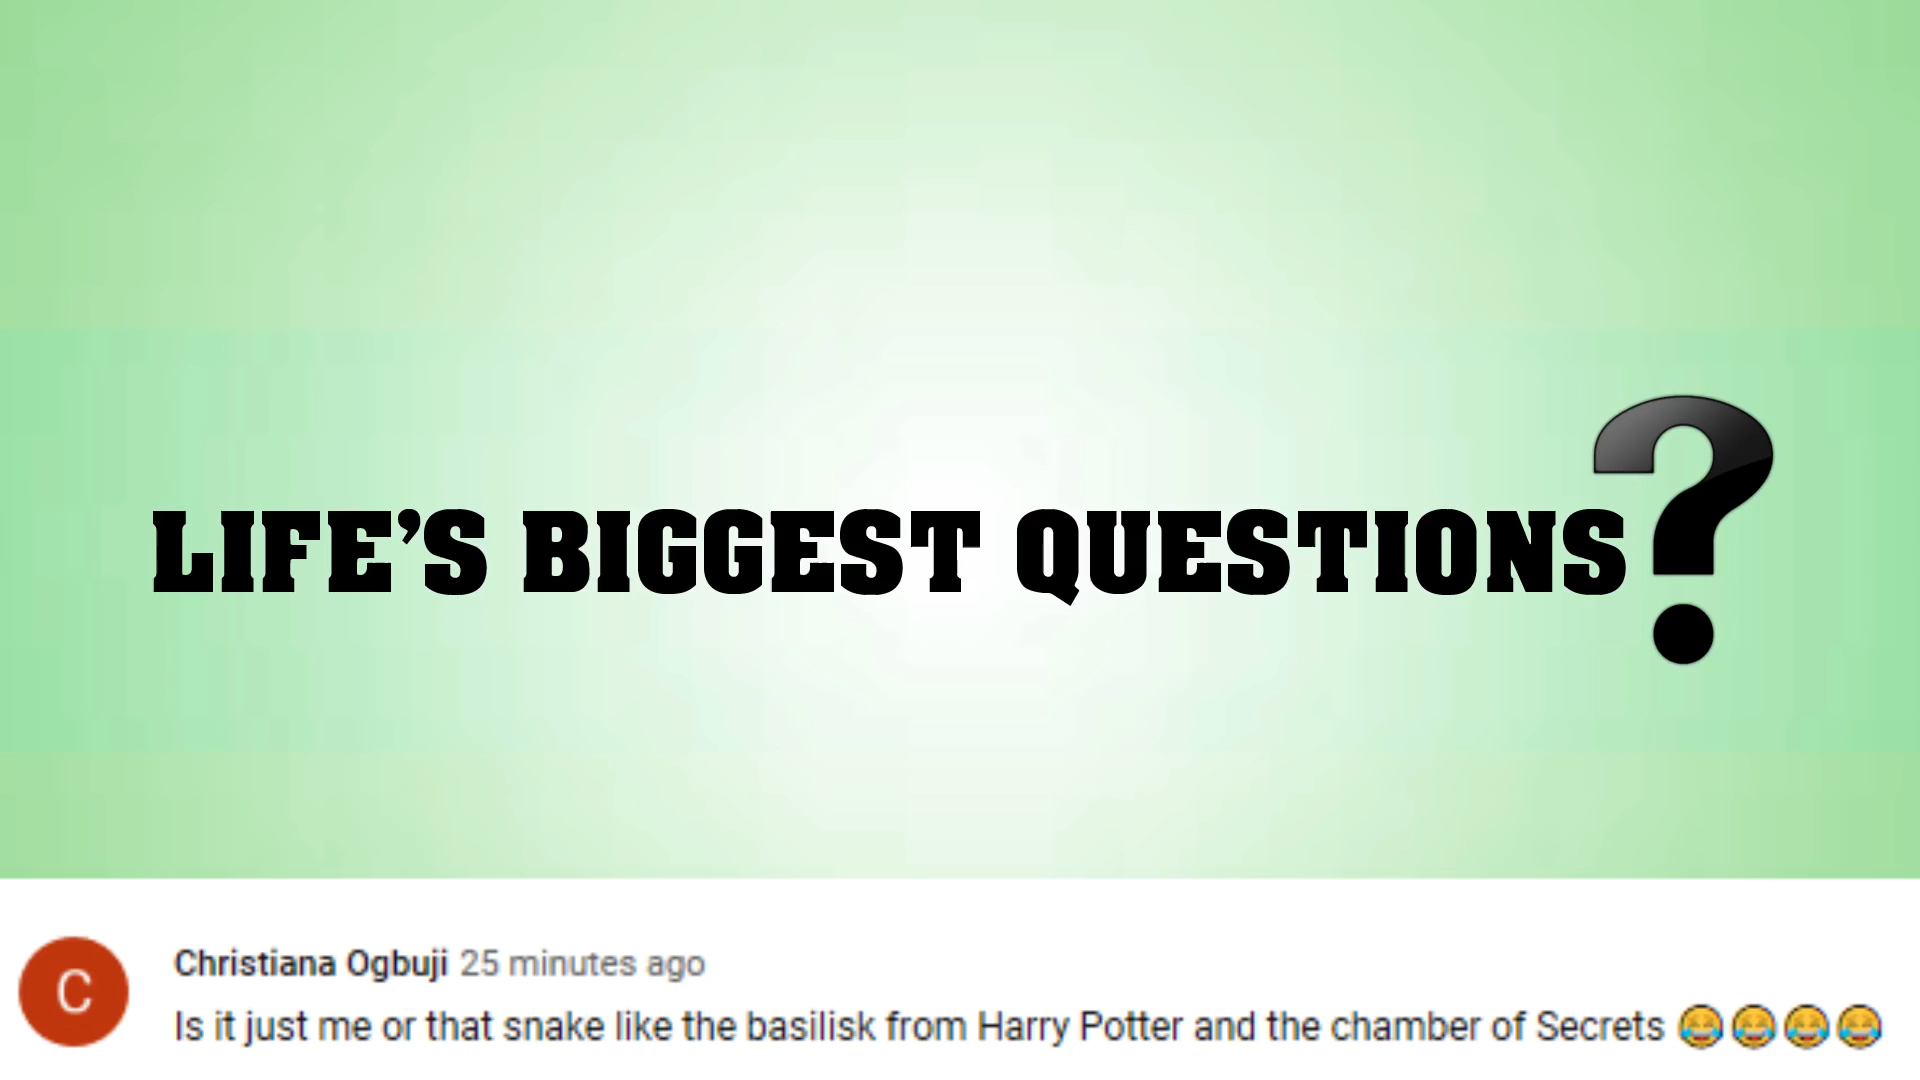 LIFE'S BIGGEST QUESTIONS?
C
Christiana Ogbuji 25 minutes ago
Is it just me or that snake like the basilisk from Harry Potter and the chamber of Secrets 😂😂😂😂